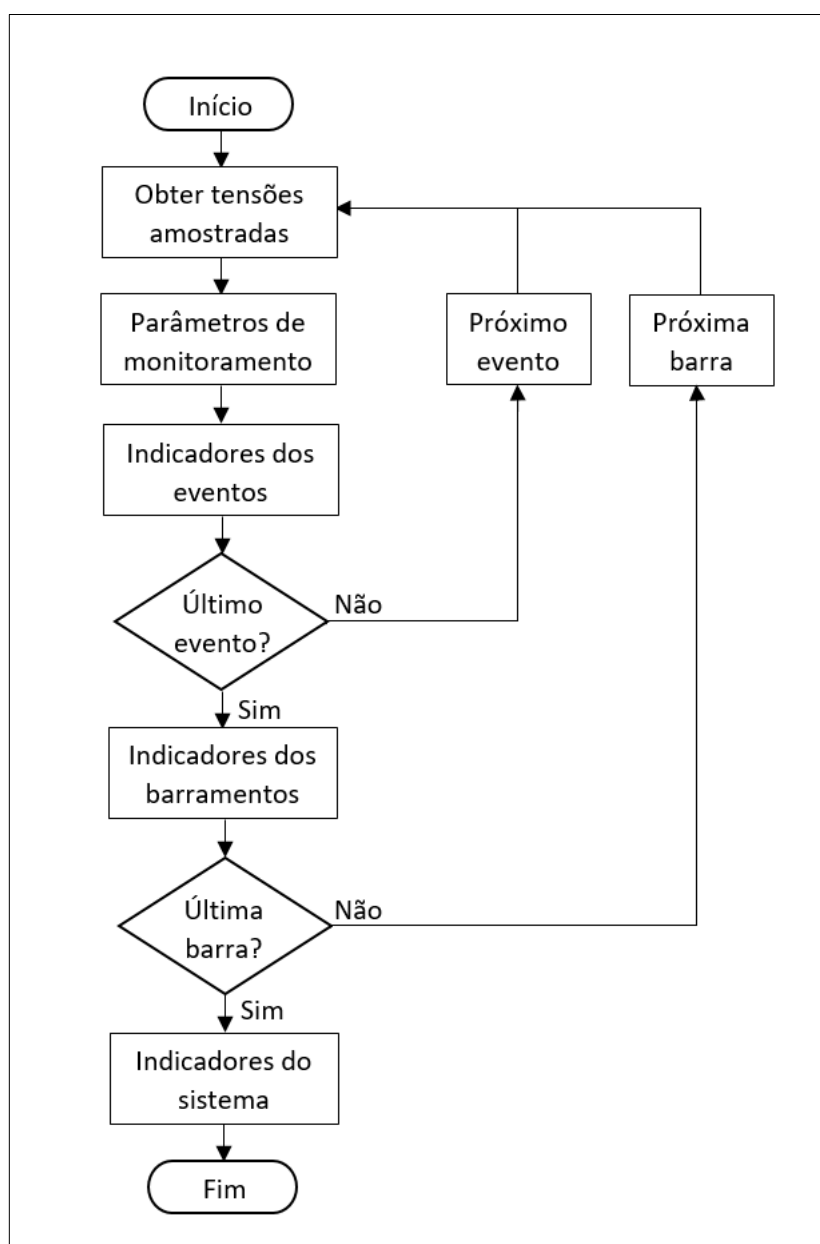 Início
Obter tensões
amostradas
Parâmetros de
monitoramento
Próximo
evento
Próxima
barra
Indicadores dos
eventos
Último
evento?
Não
Sim
Indicadores dos
barramentos
Última
barra?
Não
Sim
Indicadores do
sistema
Fim